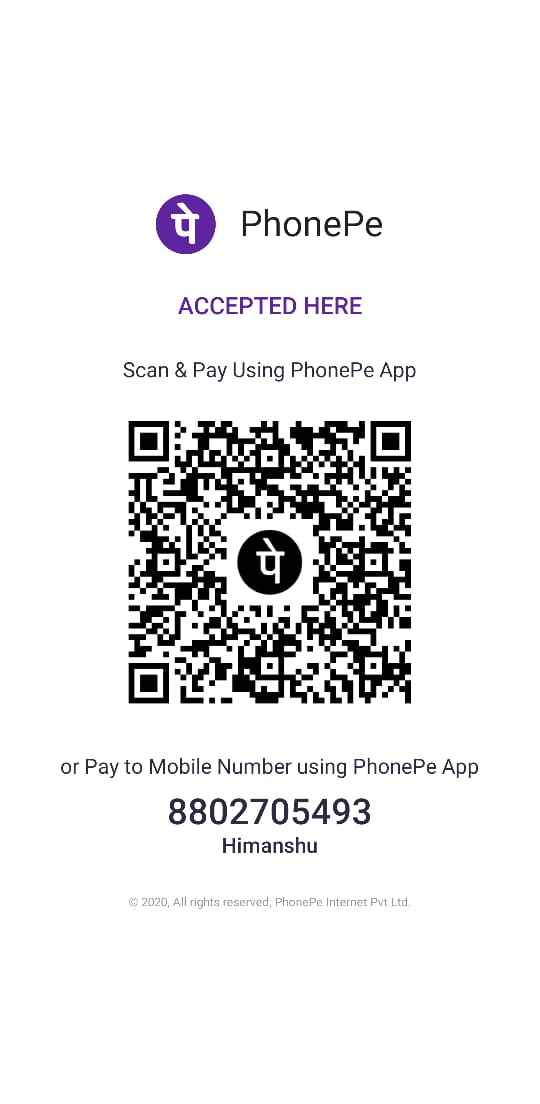 पे PhonePe
ACCEPTED HERE
Scan & Pay Using PhonePe App
पे
or Pay to Mobile Number using PhonePe App
8802705493
Himanshu
© 2020, All rights reserved, PhonePe Internet Pvt Ltd.